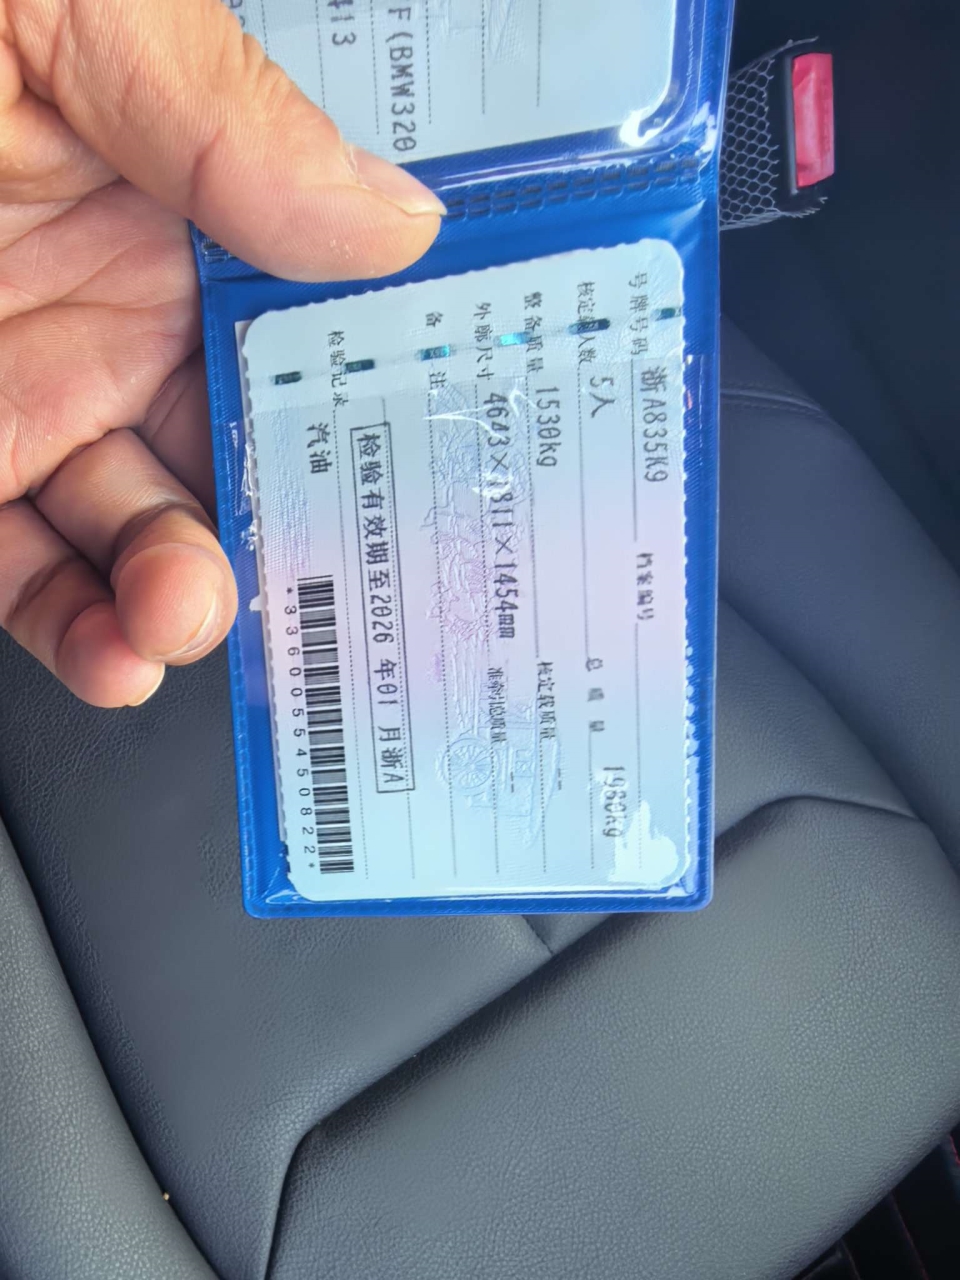 413
F(BMW320
号牌号码 浙A835K9 档案编号
核定载人数 5人 总质量 1980kg
整备质量 1530kg 核定载质量 --
外廓尺寸 4643×1811×1454mm 准牵引总质量 --
备注
检验有效期至2026年01月浙A
检验记录
汽油
*3360055450822*